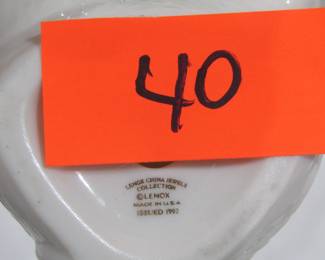 40
LENOX CHINA JEWELS
COLLECTION
©LENOX
MADE IN U.S.A.
ISSUED 1992